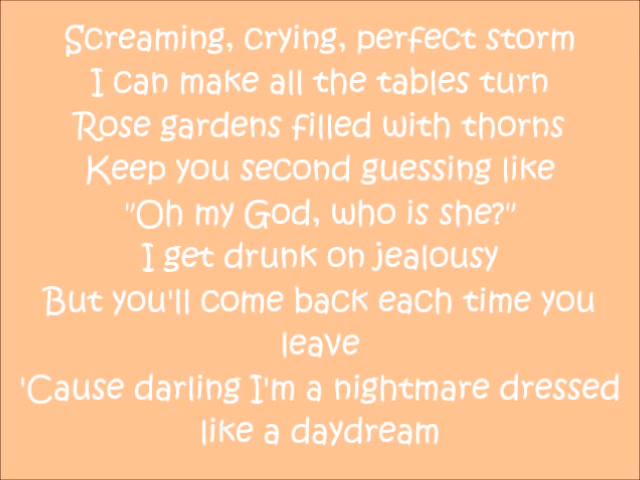 Screaming, crying, perfect storm
I can make all the tables turn
Rose gardens filled with thorns
Keep you second guessing like
"Oh my God, who is she?"
I get drunk on jealousy
But you'll come back each time you
leave
'Cause darling I'm a nightmare dressed
like a daydream